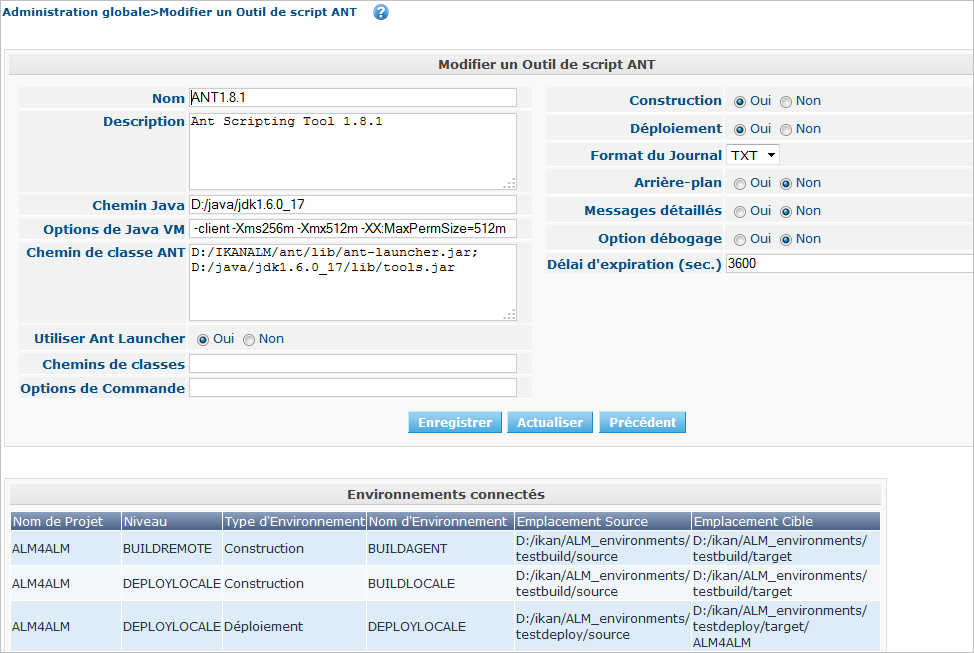 Administration globale>Modifier un Outil de script ANT ?
Modifier un Outil de script ANT
Nom ANT1.8.1
Description Ant Scripting Tool 1.8.1
Chemin Java D:/java/jdk1.6.0_17
Options de Java VM -client -Xms256m -Xmx512m -XX:MaxPermSize=512m
Chemin de classe ANT D:/IKANALM/ant/lib/ant-launcher.jar;
D:/java/jdk1.6.0_17/lib/tools.jar
Utiliser Ant Launcher Oui Non
Chemins de classes
Options de Commande
Construction Oui Non
Déploiement Oui Non
Format du Journal TXT
Arrière-plan Oui Non
Messages détaillés Oui Non
Option débogage Oui Non
Délai d'expiration (sec.) 3600
Enregistrer Actualiser Précédent
Environnements connectés
Nom de Projet Niveau Type d'Environnement Nom d'Environnement Emplacement Source Emplacement Cible
ALM4ALM BUILDREMOTE Construction BUILDAGENT D:/ikan/ALM_environments/ D:/ikan/ALM_environments/
testbuild/source testbuild/target
ALM4ALM DEPLOYLOCALE Construction BUILDLOCALE D:/ikan/ALM_environments/ D:/ikan/ALM_environments/
testbuild/source testbuild/target
ALM4ALM DEPLOYLOCALE Déploiement DEPLOYLOCALE D:/ikan/ALM_environments/ D:/ikan/ALM_environments/
testdeploy/source testdeploy/target/
ALM4ALM